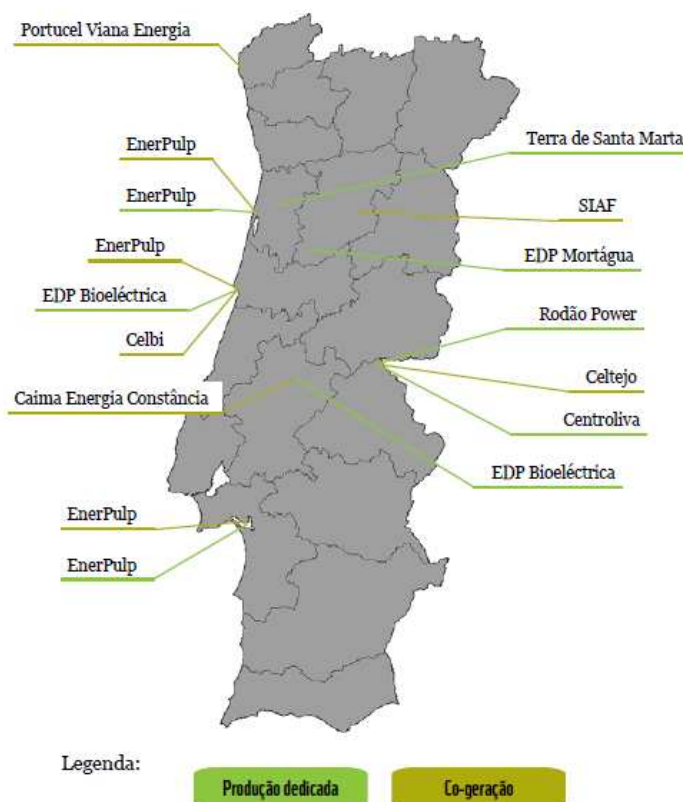 Portucel Viana Energia
EnerPulp
Terra de Santa Marta
EnerPulp
SIAF
EnerPulp
EDP Mortágua
EDP Bioeléctrica
Rodão Power
Celbi
Celtejo
Caima Energia Constância
Centroliva
EDP Bioeléctrica
EnerPulp
EnerPulp
Legenda:
Produção dedicada
Co-geração